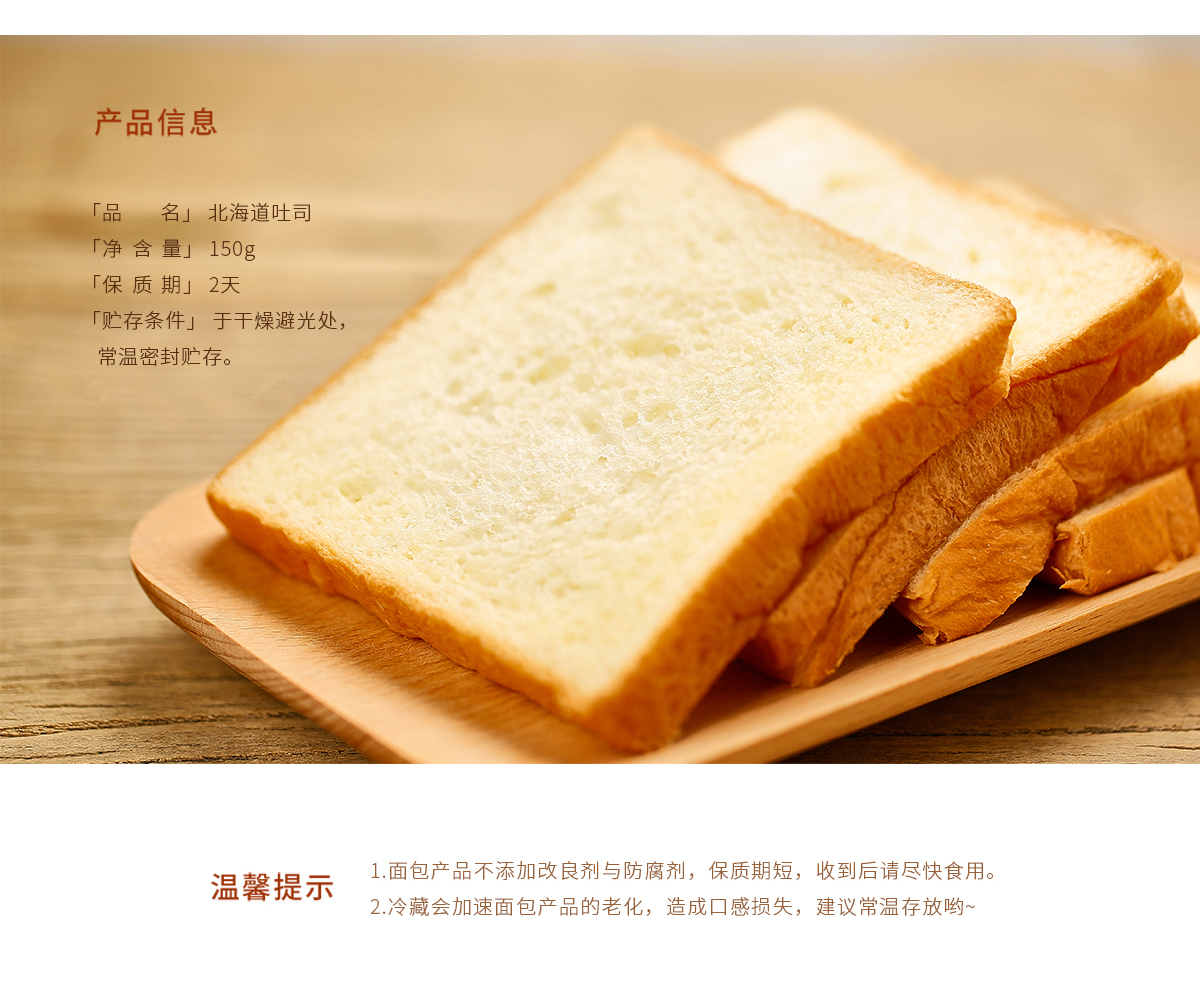 产品信息
「品 名」 北海道吐司
「净 含 量」 150g
「保 质 期」 2天
「贮存条件」 于干燥避光处，
常温密封贮存。
温馨提示
1.面包产品不添加改良剂与防腐剂，保质期短，收到后请尽快食用。
2.冷藏会加速面包产品的老化，造成口感损失，建议常温存放哟~